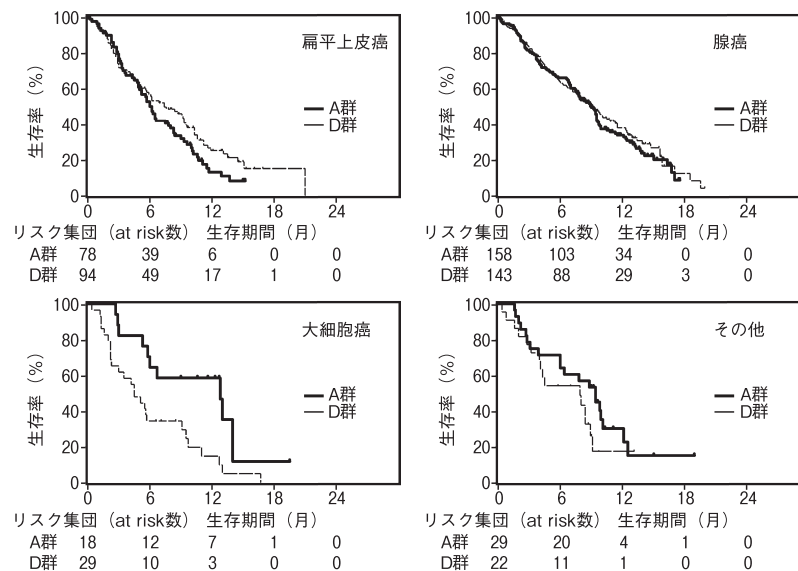 扁平上皮癌
生存率（%）
100
80
60
40
20
0
A群
D群
0 6 12 18 24
リスク集団（at risk数） 生存期間（月）
A群 78 39 6 0 0
D群 94 49 17 1 0
腺癌
生存率（%）
100
80
60
40
20
0
A群
D群
0 6 12 18 24
リスク集団（at risk数） 生存期間（月）
A群 158 103 34 0 0
D群 143 88 29 3 0
大細胞癌
生存率（%）
100
80
60
40
20
0
A群
D群
0 6 12 18 24
リスク集団（at risk数） 生存期間（月）
A群 18 12 7 1 0
D群 29 10 3 0 0
その他
生存率（%）
100
80
60
40
20
0
A群
D群
0 6 12 18 24
リスク集団（at risk数） 生存期間（月）
A群 29 20 4 1 0
D群 22 11 1 0 0